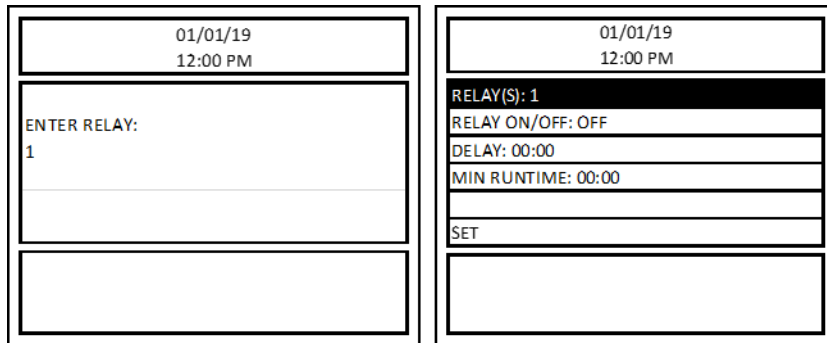 01/01/19
12:00 PM
ENTER RELAY:
1
01/01/19
12:00 PM
RELAY(S): 1
RELAY ON/OFF: OFF
DELAY: 00:00
MIN RUNTIME: 00:00
SET